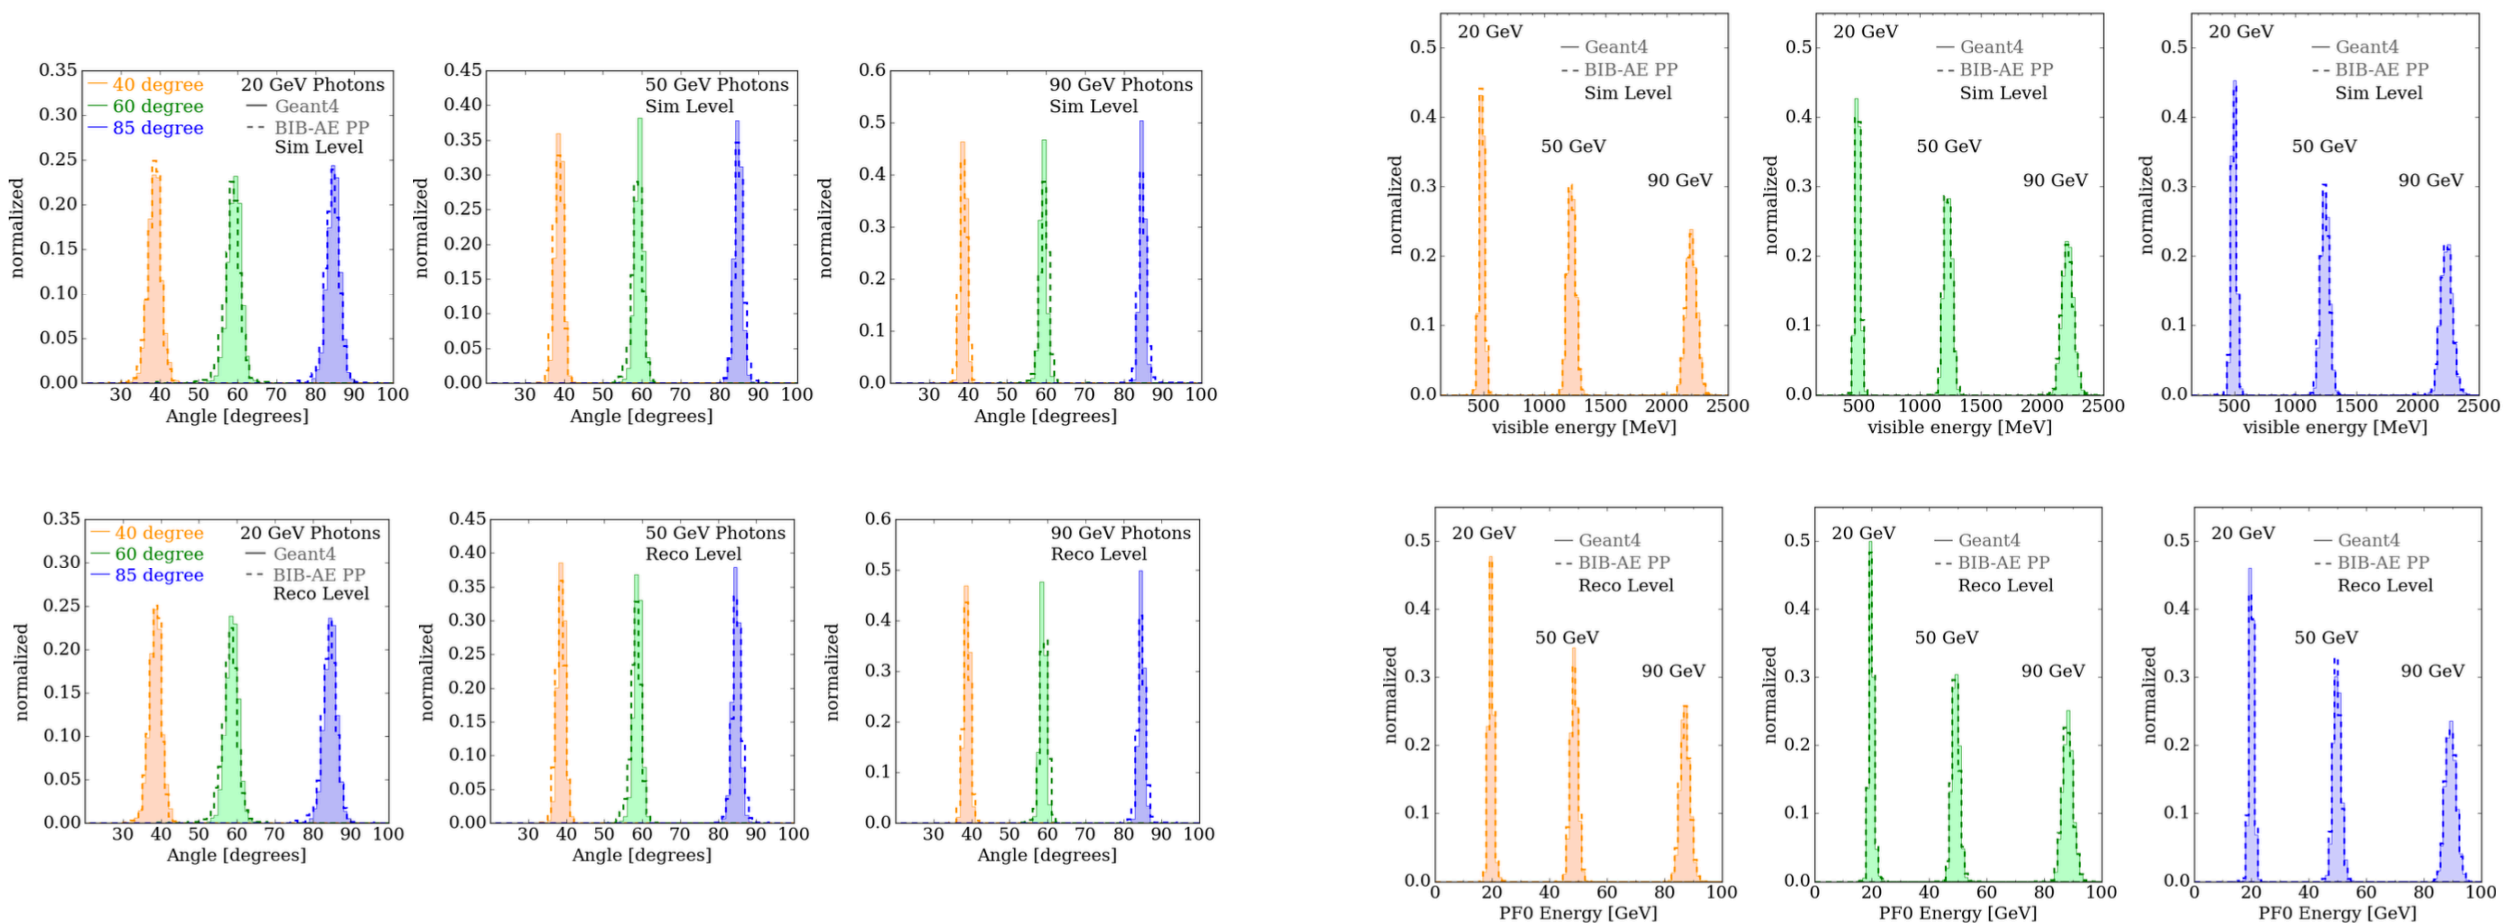 0.35
0.30
0.25
0.20
0.15
0.10
0.05
0.00
normalized
40 degree
60 degree
85 degree
20 GeV Photons
Geant4
BIB-AE PP
Sim Level
30 40 50 60 70 80 90 100
Angle [degrees]
0.45
0.40
0.35
0.30
0.25
0.20
0.15
0.10
0.05
0.00
normalized
50 GeV Photons
Sim Level
30 40 50 60 70 80 90 100
Angle [degrees]
0.6
0.5
0.4
0.3
0.2
0.1
0.0
normalized
90 GeV Photons
Sim Level
30 40 50 60 70 80 90 100
Angle [degrees]
0.5
0.4
0.3
0.2
0.1
0.0
normalized
20 GeV
Geant4
BIB-AE PP
Sim Level
50 GeV
90 GeV
500 1000 1500 2000 2500
visible energy [MeV]
0.5
0.4
0.3
0.2
0.1
0.0
normalized
20 GeV
Geant4
BIB-AE PP
Sim Level
50 GeV
90 GeV
500 1000 1500 2000 2500
visible energy [MeV]
0.5
0.4
0.3
0.2
0.1
0.0
normalized
20 GeV
Geant4
BIB-AE PP
Sim Level
50 GeV
90 GeV
500 1000 1500 2000 2500
visible energy [MeV]
0.35
0.30
0.25
0.20
0.15
0.10
0.05
0.00
normalized
40 degree
60 degree
85 degree
20 GeV Photons
Geant4
BIB-AE PP
Reco Level
30 40 50 60 70 80 90 100
Angle [degrees]
0.45
0.40
0.35
0.30
0.25
0.20
0.15
0.10
0.05
0.00
normalized
50 GeV Photons
Reco Level
30 40 50 60 70 80 90 100
Angle [degrees]
0.6
0.5
0.4
0.3
0.2
0.1
0.0
normalized
90 GeV Photons
Reco Level
30 40 50 60 70 80 90 100
Angle [degrees]
0.5
0.4
0.3
0.2
0.1
0.0
normalized
20 GeV
Geant4
BIB-AE PP
Reco Level
50 GeV
90 GeV
0 20 40 60 80 100
PF0 Energy [GeV]
0.5
0.4
0.3
0.2
0.1
0.0
normalized
20 GeV
Geant4
BIB-AE PP
Reco Level
50 GeV
90 GeV
0 20 40 60 80 100
PF0 Energy [GeV]
0.5
0.4
0.3
0.2
0.1
0.0
normalized
20 GeV
Geant4
BIB-AE PP
Reco Level
50 GeV
90 GeV
0 20 40 60 80 100
PF0 Energy [GeV]